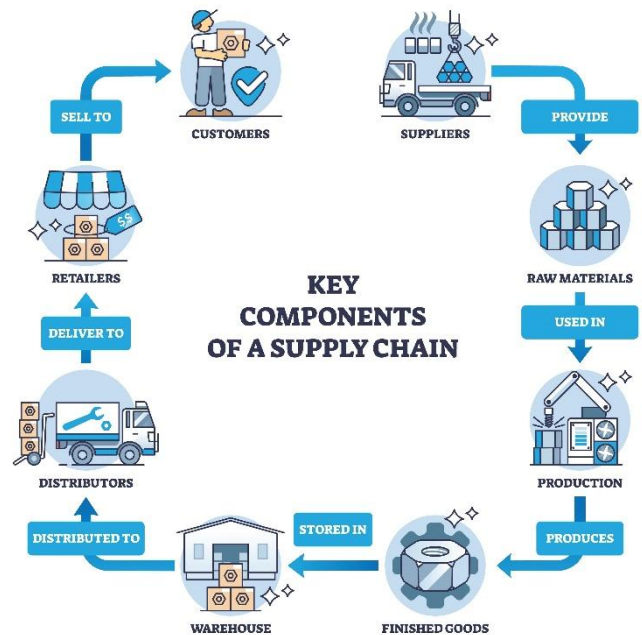 KEY
COMPONENTS
OF A SUPPLY CHAIN
SUPPLIERS
PROVIDE
RAW MATERIALS
USED IN
PRODUCTION
PRODUCES
FINISHED GOODS
STORED IN
WAREHOUSE
DISTRIBUTED TO
DISTRIBUTORS
DELIVER TO
RETAILERS
$$
SELL TO
CUSTOMERS